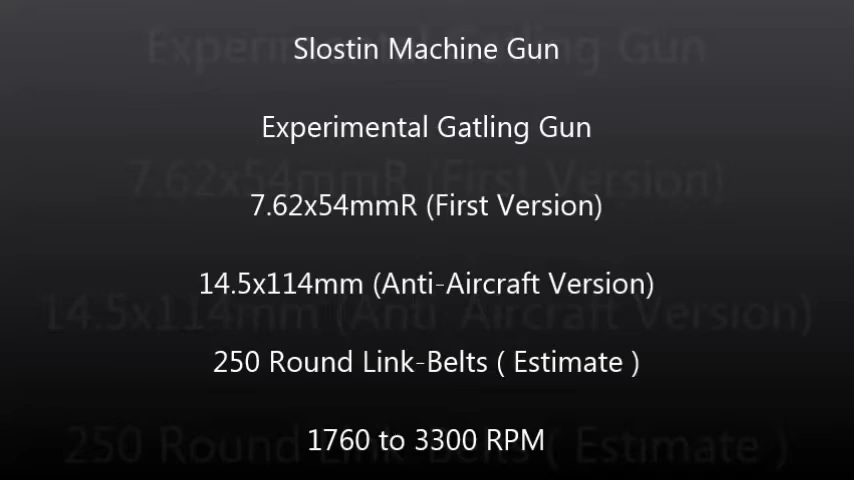 Slostin Machine Gun
Experimental Gatling Gun
7.62x54mmR (First Version)
14.5x114mm (Anti-Aircraft Version)
250 Round Link-Belts ( Estimate )
1760 to 3300 RPM